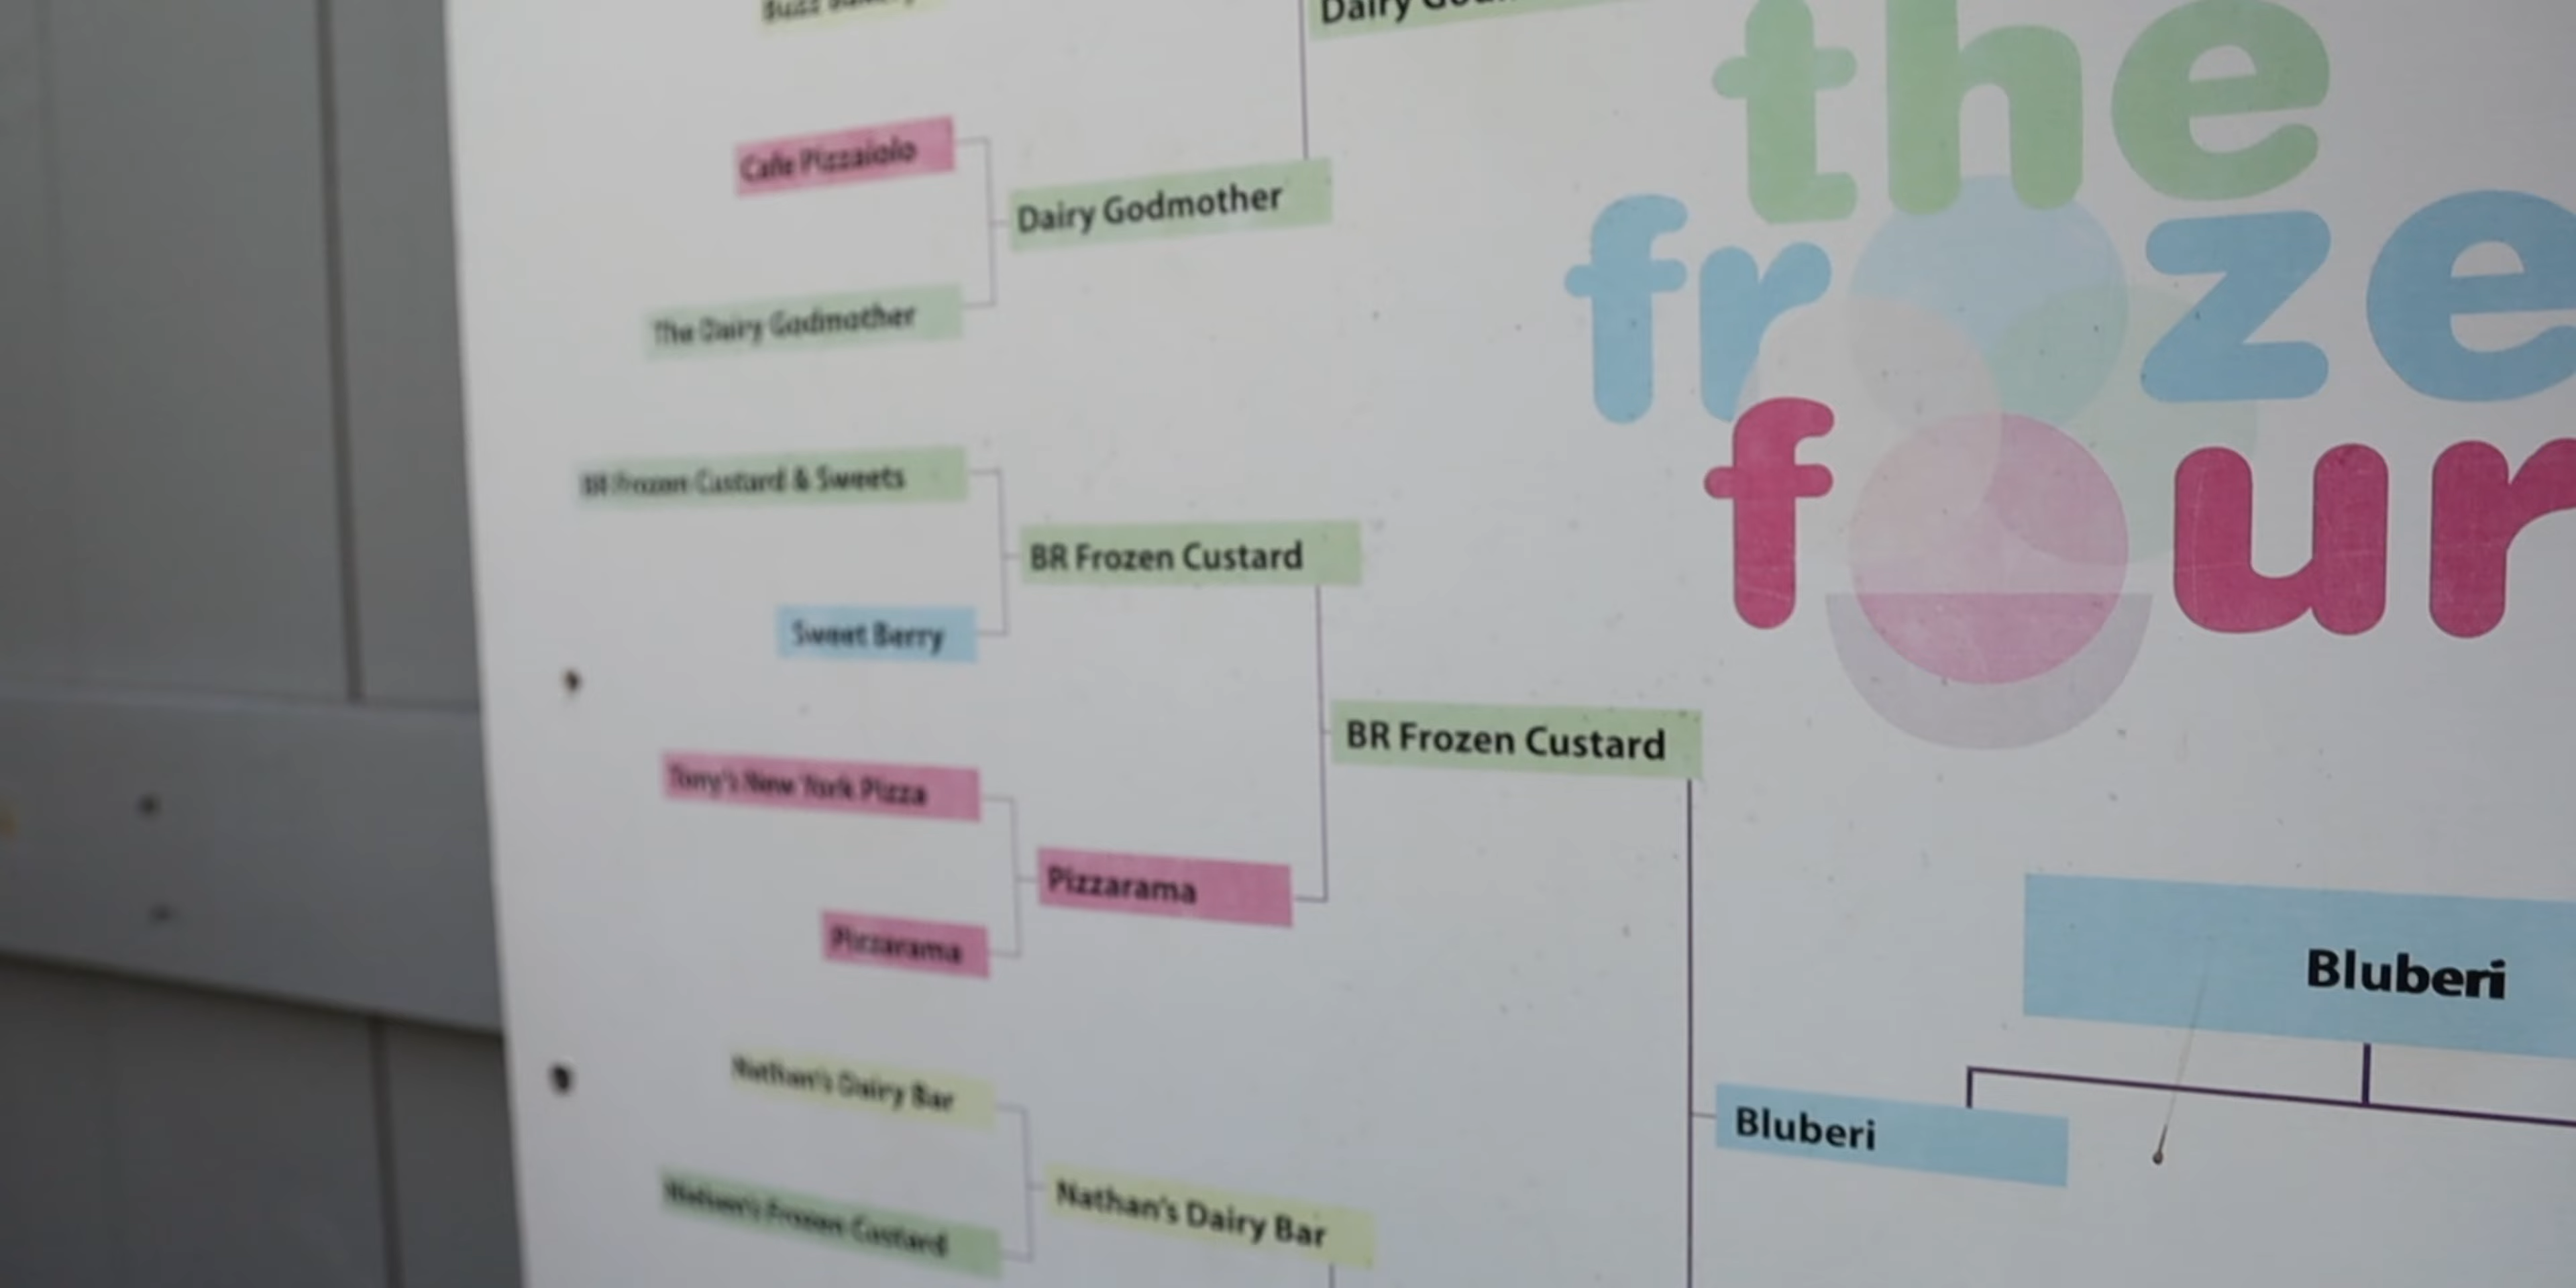 Buzz
Dairy
the
frozen
four
Cafe Pizzaiolo
Dairy Godmother
The Dairy Godmother
BR Frozen Custard & Sweets
BR Frozen Custard
Sweet Berry
BR Frozen Custard
Tony's New York Pizza
Pizzarama
Pizzarama
Bluberi
Nathan's Dairy Bar
Bluberi
Nathan's Dairy Bar
Nielsen's Frozen Custard